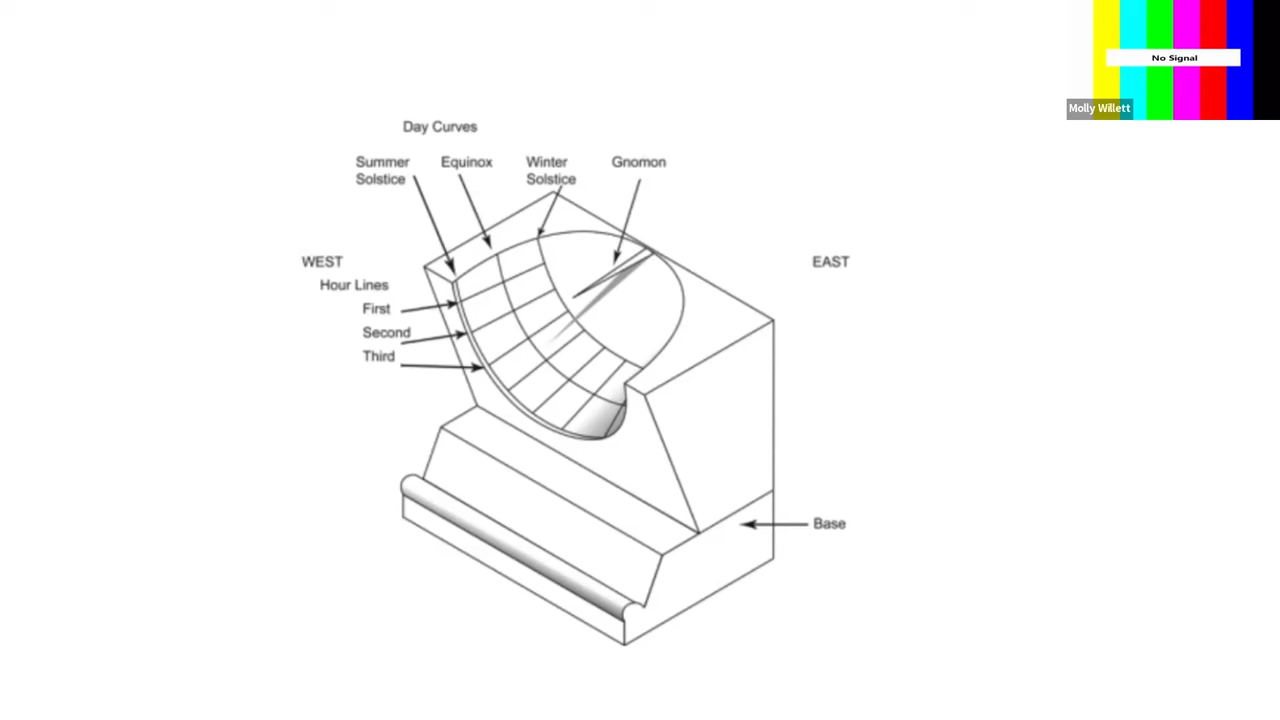 No Signal
Molly Willett
Day Curves
Summer Solstice
Equinox
Winter Solstice
Gnomon
WEST
EAST
Hour Lines
First
Second
Third
Base